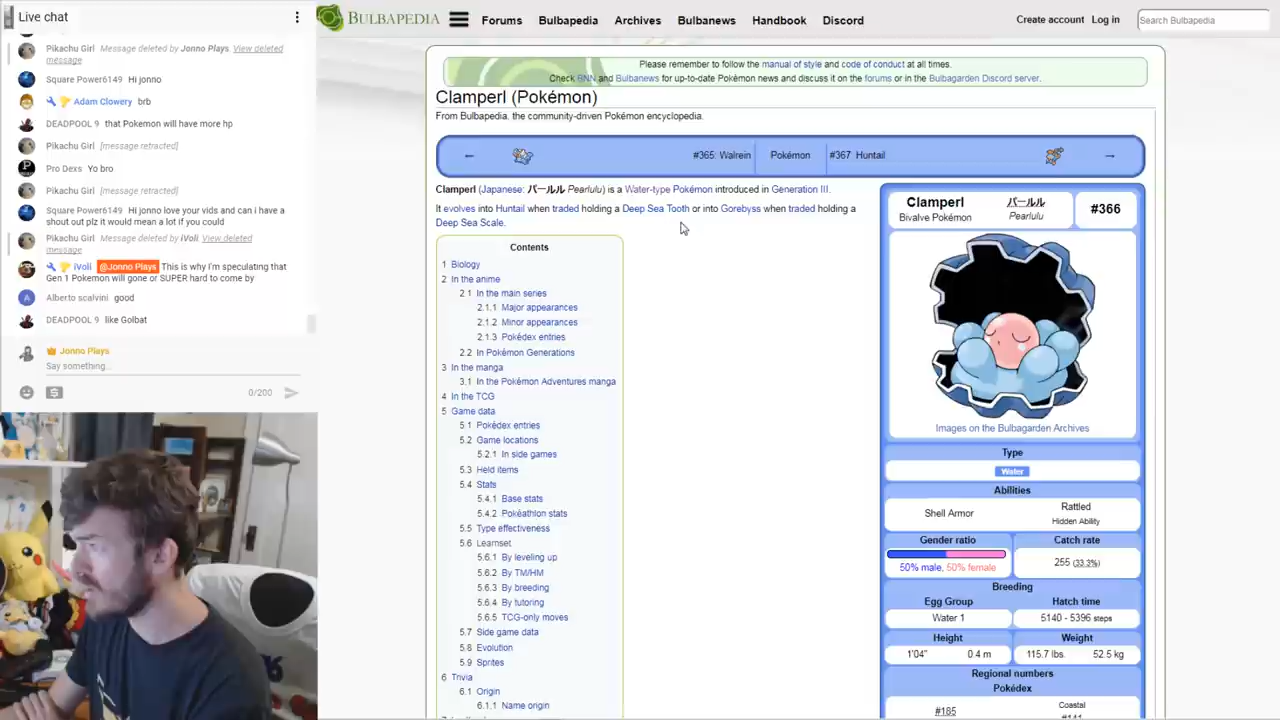 Live chat
Pikachu Girl Message deleted by Jonno Plays. View deleted
message
Square Power6149 Hi jonno
Adam Clowery brb
DEADPOOL 9 that Pokemon will have more hp
Pikachu Girl [message retracted]
Pro Dexs Yo bro
Pikachu Girl [message retracted]
Square Power6149 Hi jonno love your vids and can i have a
shout out plz it would mean a lot if you could
Pikachu Girl Message deleted by iVoli. View deleted
message
iVoli @Jonno Plays This is why I'm speculating that
Gen 1 Pokemon will gone or SUPER hard to come by
Alberto scalvini good
DEADPOOL 9 like Golbat
Jonno Plays
Say something...
0/200
BULBAPEDIA
Forums Bulbapedia Archives Bulbanews Handbook Discord
Create account Log in Search Bulbapedia
Please remember to follow the manual of style and code of conduct at all times.
Check BNN and Bulbanews for up-to-date Pokémon news and discuss it on the forums or in the Bulbagarden Discord server.
Clamperl (Pokémon)
From Bulbapedia, the community-driven Pokémon encyclopedia.
← #365: Walrein Pokémon #367 Huntail →
Clamperl (Japanese: パールル Pearlulu) is a Water-type Pokémon introduced in Generation III.
It evolves into Huntail when traded holding a Deep Sea Tooth or into Gorebyss when traded holding a
Deep Sea Scale.
Contents
1 Biology
2 In the anime
2.1 In the main series
2.1.1 Major appearances
2.1.2 Minor appearances
2.1.3 Pokédex entries
2.2 In Pokémon Generations
3 In the manga
3.1 In the Pokémon Adventures manga
4 In the TCG
5 Game data
5.1 Pokédex entries
5.2 Game locations
5.2.1 In side games
5.3 Held items
5.4 Stats
5.4.1 Base stats
5.4.2 Pokéathlon stats
5.5 Type effectiveness
5.6 Learnset
5.6.1 By leveling up
5.6.2 By TM/HM
5.6.3 By breeding
5.6.4 By tutoring
5.6.5 TCG-only moves
5.7 Side game data
5.8 Evolution
5.9 Sprites
6 Trivia
6.1 Origin
6.1.1 Name origin
Clamperl パールル #366
Bivalve Pokémon Pearlulu
Images on the Bulbagarden Archives
Type
Water
Abilities
Shell Armor Rattled
Hidden Ability
Gender ratio Catch rate
50% male, 50% female 255 (33.3%)
Breeding
Egg Group Hatch time
Water 1 5140 - 5396 steps
Height Weight
1'04" 0.4 m 115.7 lbs. 52.5 kg
Regional numbers
Pokédex
#185 Coastal
#141